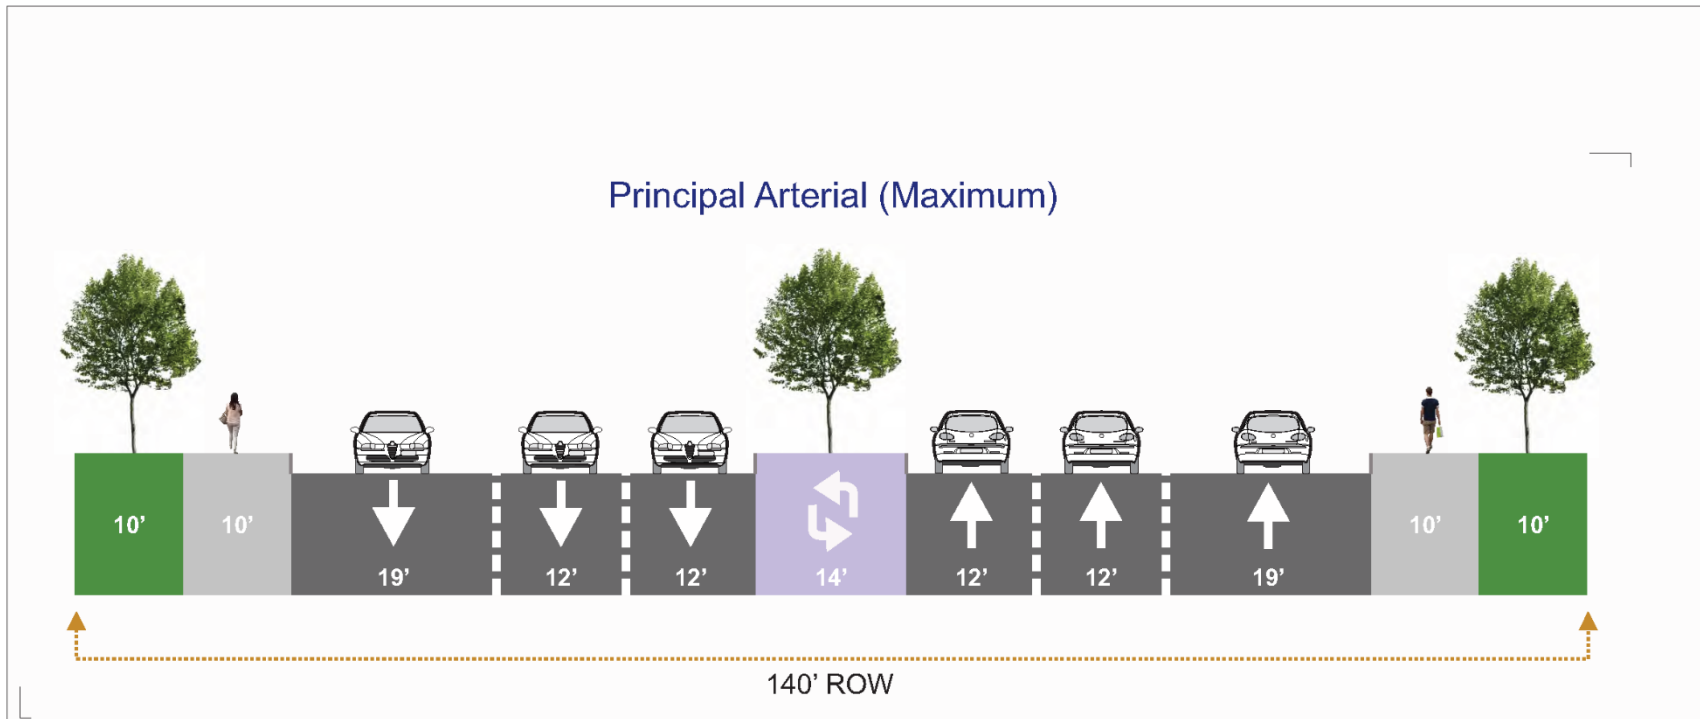 Principal Arterial (Maximum)
10’ 10’ 19’ 12’ 12’ 14’ 12’ 12’ 19’ 10’ 10’
140’ ROW